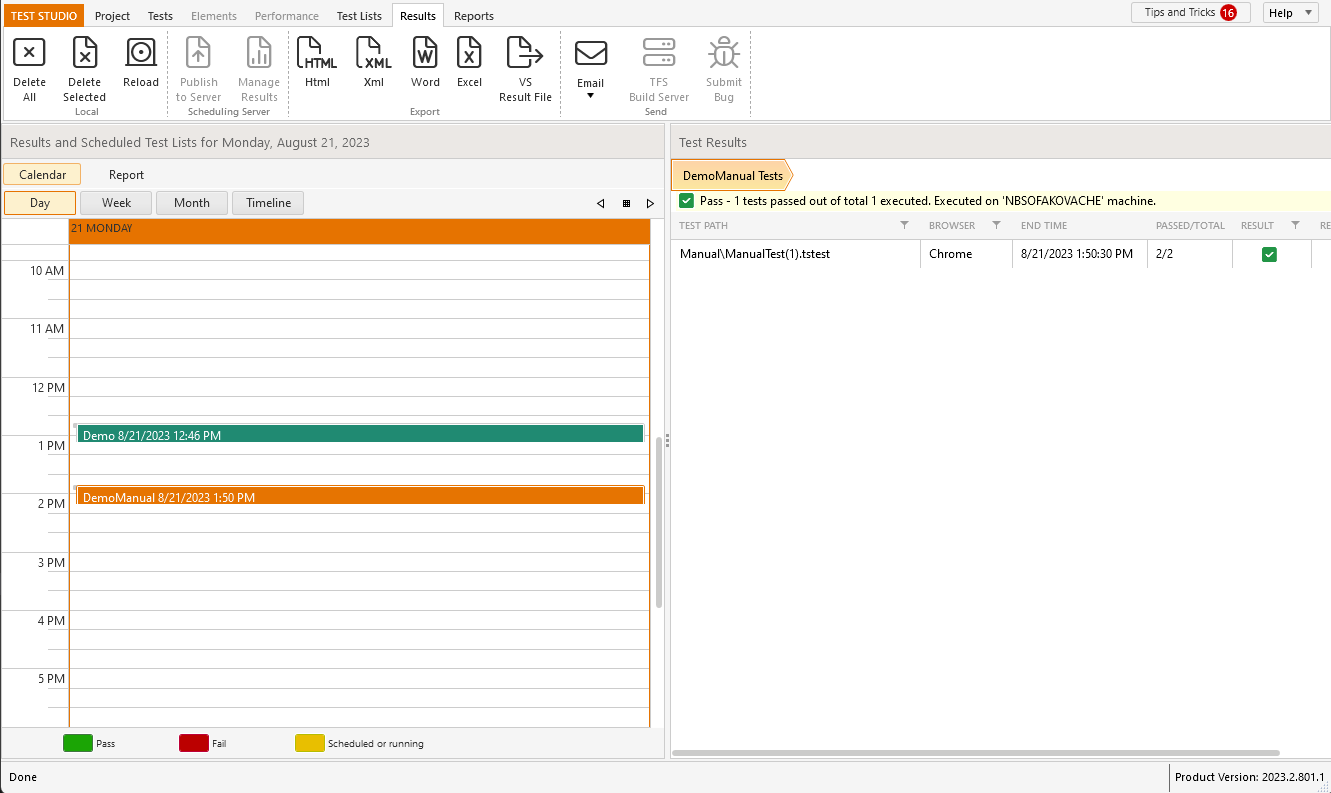 TEST STUDIO Project Tests Elements Performance Test Lists Results Reports Tips and Tricks 16 Help
HTML XML
Delete All Delete Selected Reload Publish to Server Manage Results Html Xml Word Excel VS Result File Email TFS Build Server Submit Bug
Local Scheduling Server Export Send
Results and Scheduled Test Lists for Monday, August 21, 2023
Calendar Report
Day Week Month Timeline
21 MONDAY
10 AM
11 AM
12 PM
Demo 8/21/2023 12:46 PM
1 PM
DemoManual 8/21/2023 1:50 PM
2 PM
3 PM
4 PM
5 PM
Pass Fail Scheduled or running
Test Results
DemoManual Tests
Pass - 1 tests passed out of total 1 executed. Executed on 'NBSOFAKOVACHE' machine.
TEST PATH BROWSER END TIME PASSED/TOTAL RESULT RE
Manual\ManualTest(1).tstest Chrome 8/21/2023 1:50:30 PM 2/2
Done Product Version: 2023.2.801.1